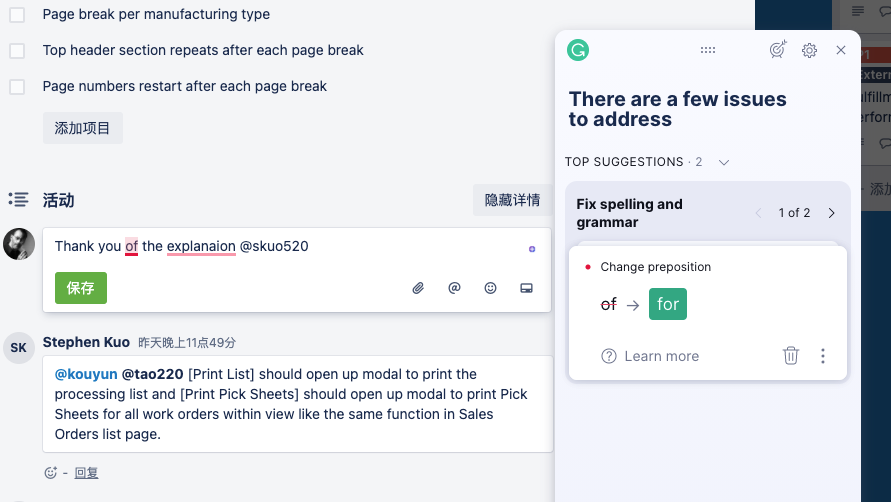 Page break per manufacturing type
Top header section repeats after each page break
Page numbers restart after each page break
添加项目
活动
隐藏详情
Thank you of the explanaion @skuo520
保存
SK
Stephen Kuo 昨天晚上11点49分
@kouyun @tao220 [Print List] should open up modal to print the
processing list and [Print Pick Sheets] should open up modal to print Pick
Sheets for all work orders within view like the same function in Sales
Orders list page.
- 回复
There are a few issues
to address
TOP SUGGESTIONS · 2
Fix spelling and
grammar
1 of 2
Change preposition
of → for
Learn more
添加